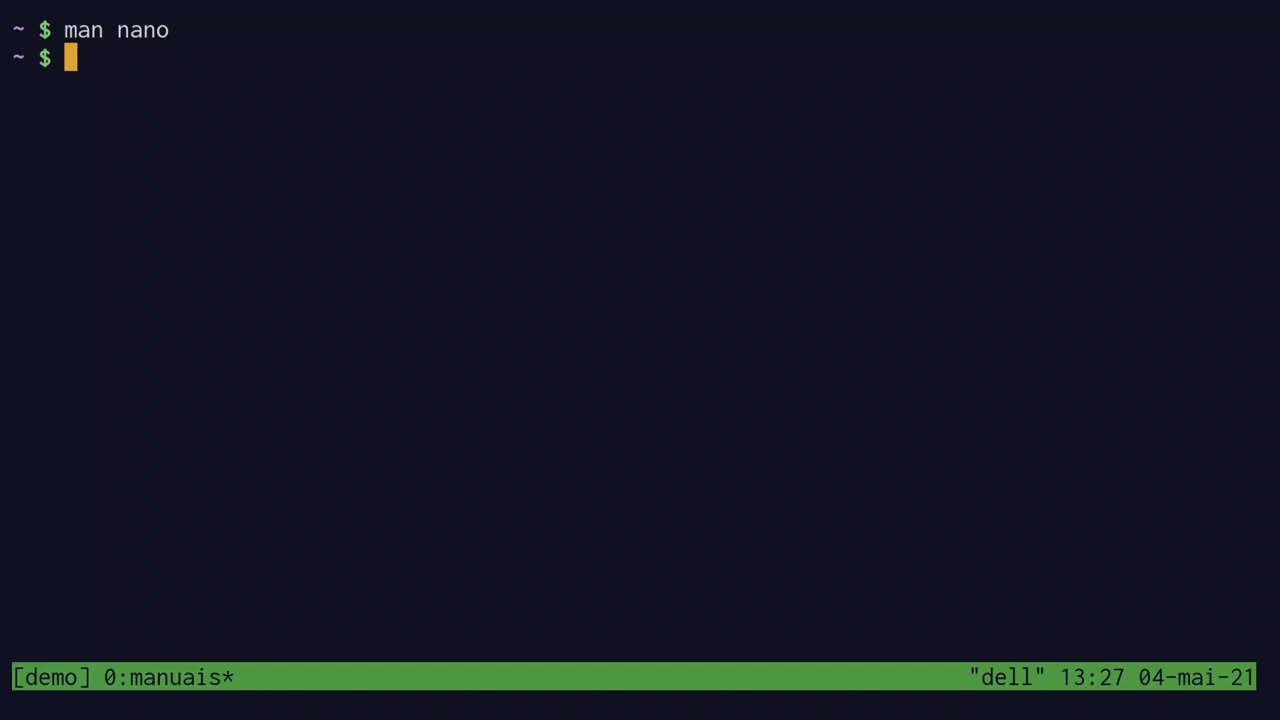 ~ $ man nano
~ $
[demo] 0:manuais* "dell" 13:27 04-mai-21